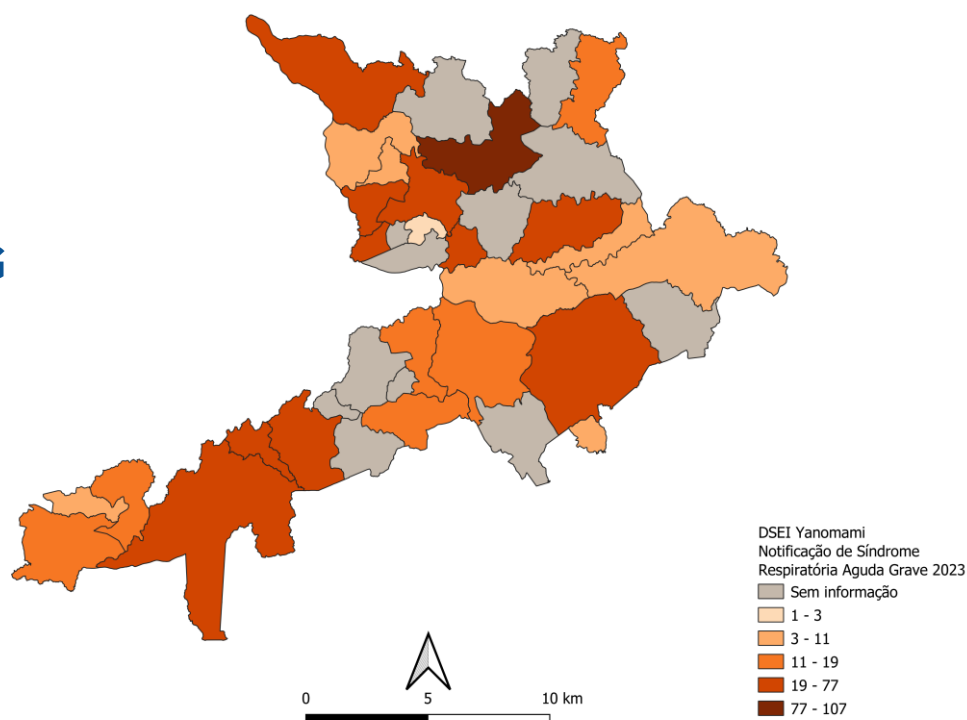 DSEI Yanomami
Notificação de Síndrome
Respiratória Aguda Grave 2023
Sem informação
1 - 3
3 - 11
11 - 19
19 - 77
77 - 107
0 5 10 km